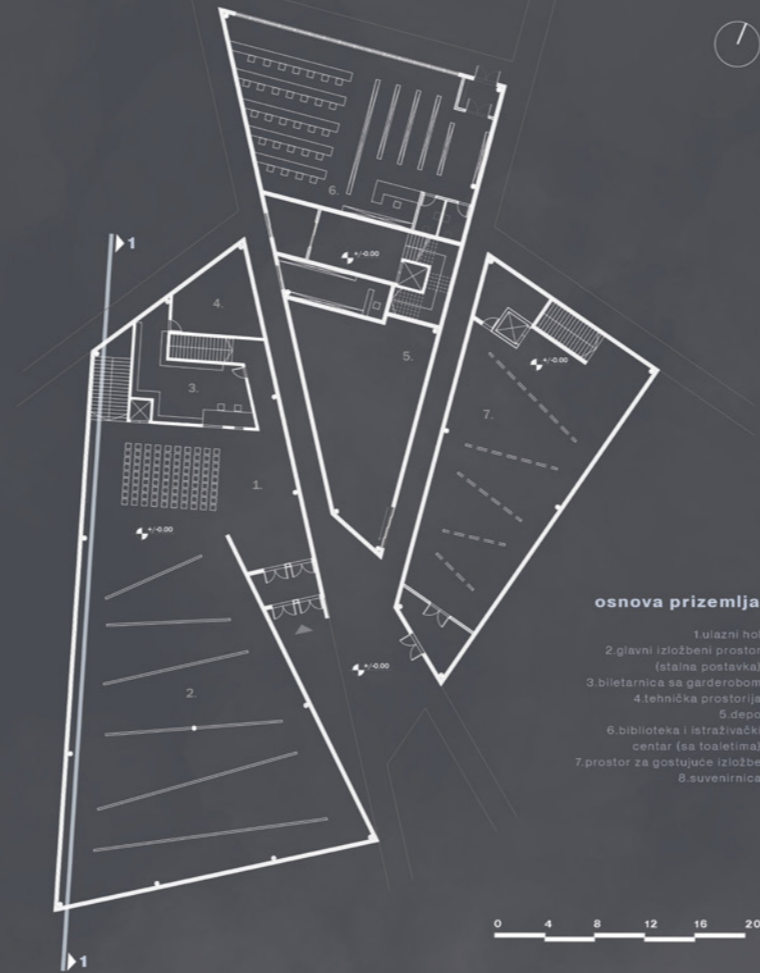 6.
+/-0.00
1
4.
5.
+/-0.00
3.
7.
1.
+/-0.00
osnova prizemlja
1.ulazni hol
2.glavni izložbeni prostor
(stalna postavka)
3.biletarnica sa garderobom
4.tehnička prostorija
5.depo
6.biblioteka i istraživački
centar (sa toaletima)
7.prostor za gostujuće izložbe
8.suvenirnica
+/-0.00
2.
0 4 8 12 16 20
1